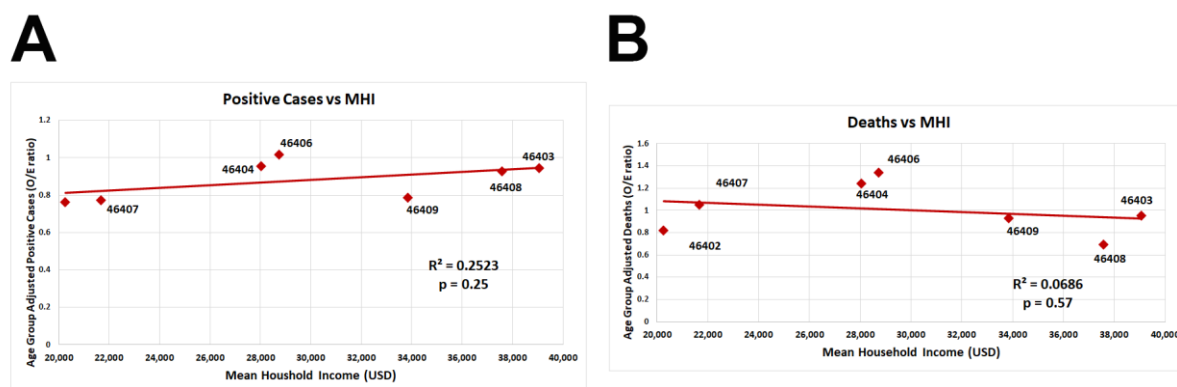 A
Positive Cases vs MHI
Age Group Adjusted Positive Cases (O/E ratio)
1.2
1
0.8
0.6
0.4
0.2
0
46406
46404
46403
46408
46409
46407
R² = 0.2523
p = 0.25
20,000 22,000 24,000 26,000 28,000 30,000 32,000 34,000 36,000 38,000 40,000
Mean Houshold Income (USD)
B
Deaths vs MHI
Age Group Adjusted Deaths (O/E ratio)
1.6
1.4
1.2
1
0.8
0.6
0.4
0.2
0
46406
46404
46407
46403
46409
46402
46408
R² = 0.0686
p = 0.57
20,000 22,000 24,000 26,000 28,000 30,000 32,000 34,000 36,000 38,000 40,000
Mean Household Income (USD)